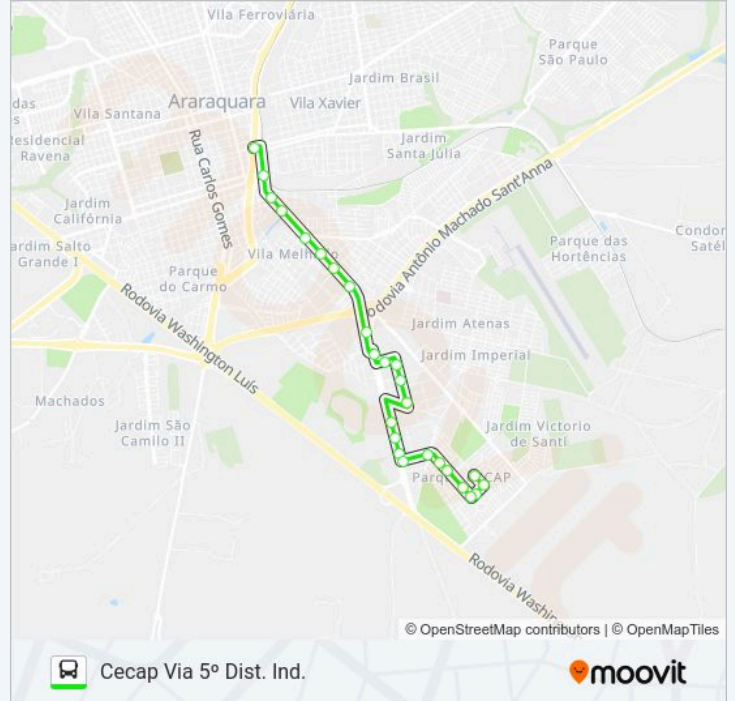 Vila Ferroviária
Parque
São Paulo
Jardim Brasil
das
Vila Santana
Araraquara
Vila Xavier
Residencial
Ravena
Rua Carlos Gomes
Jardim
Santa Júlia
Jardim
Califórnia
Rodovia Antônio Machado Sant'Anna
Jardim Salto
Grande I
Vila Melhado
Parque das
Hortências
Condor
Satél
Parque
do Carmo
Rodovia Washington Luís
Jardim Atenas
Jardim Imperial
Machados
Jardim São
Camilo II
Jardim Victorio
de Santi
Parque CECAP
Rodovia Washin
© OpenStreetMap contributors | © OpenMapTiles
Cecap Via 5º Dist. Ind.
moovit